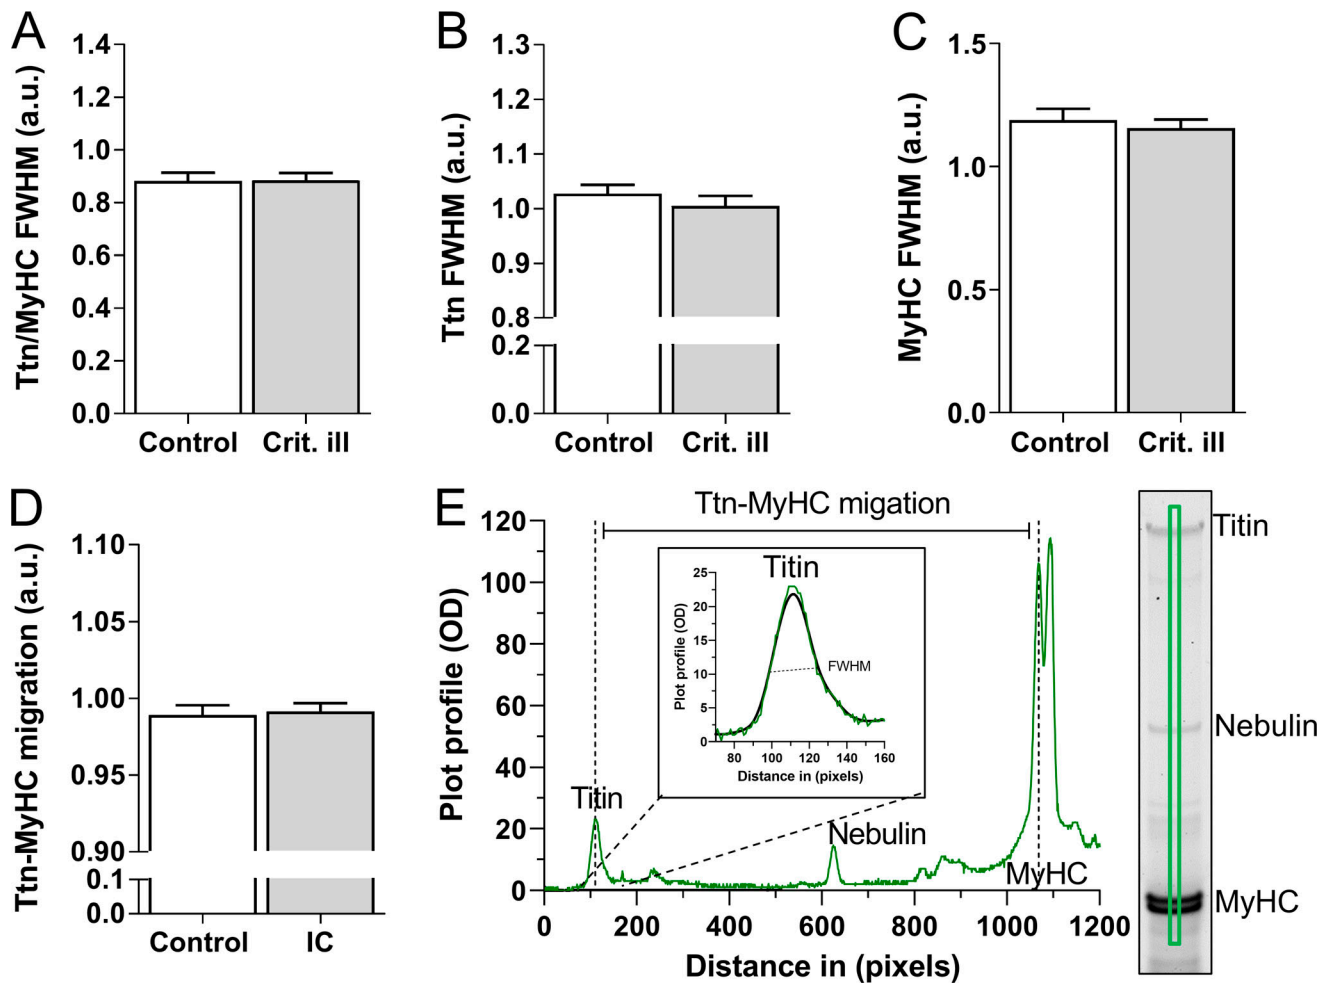 A
Ttn/MyHC FWHM (a.u.)
1.4
1.2
1.0
0.8
0.6
0.4
0.2
0.0
Control Crit. ill
B
Ttn FWHM (a.u.)
1.3
1.2
1.1
1.0
0.9
0.8
0.2
0.0
Control Crit. ill
C
MyHC FWHM (a.u.)
1.5
1.0
0.5
0.0
Control Crit. ill
D
Ttn-MyHC migration (a.u.)
1.10
1.05
1.00
0.95
0.90
0.1
0.0
Control IC
E
Ttn-MyHC migation
Plot profile (OD)
120
100
80
60
40
20
0
0 200 400 600 800 1000 1200
Distance in (pixels)
Titin
Nebulin
MyHC
Titin
Plot profile (OD)
25
20
15
10
5
0
FWHM
80 100 120 140 160
Distance in (pixels)
Titin
Nebulin
MyHC